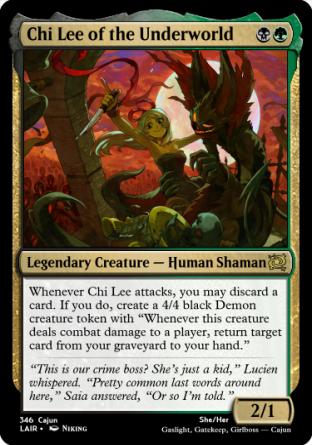 Chi Lee of the Underworld
Legendary Creature — Human Shaman
Whenever Chi Lee attacks, you may discard a
card. If you do, create a 4/4 black Demon
creature token with “Whenever this creature
deals combat damage to a player, return target
card from your graveyard to your hand.”
“This is our crime boss? She’s just a kid,” Lucien
whispered. “Pretty common last words around
here,” Saia answered, “Or so I’m told.”
2/1
346 Cajun
She/Her
LAIR • Niking
Gaslight, Gatekeep, Girlboss — Cajun